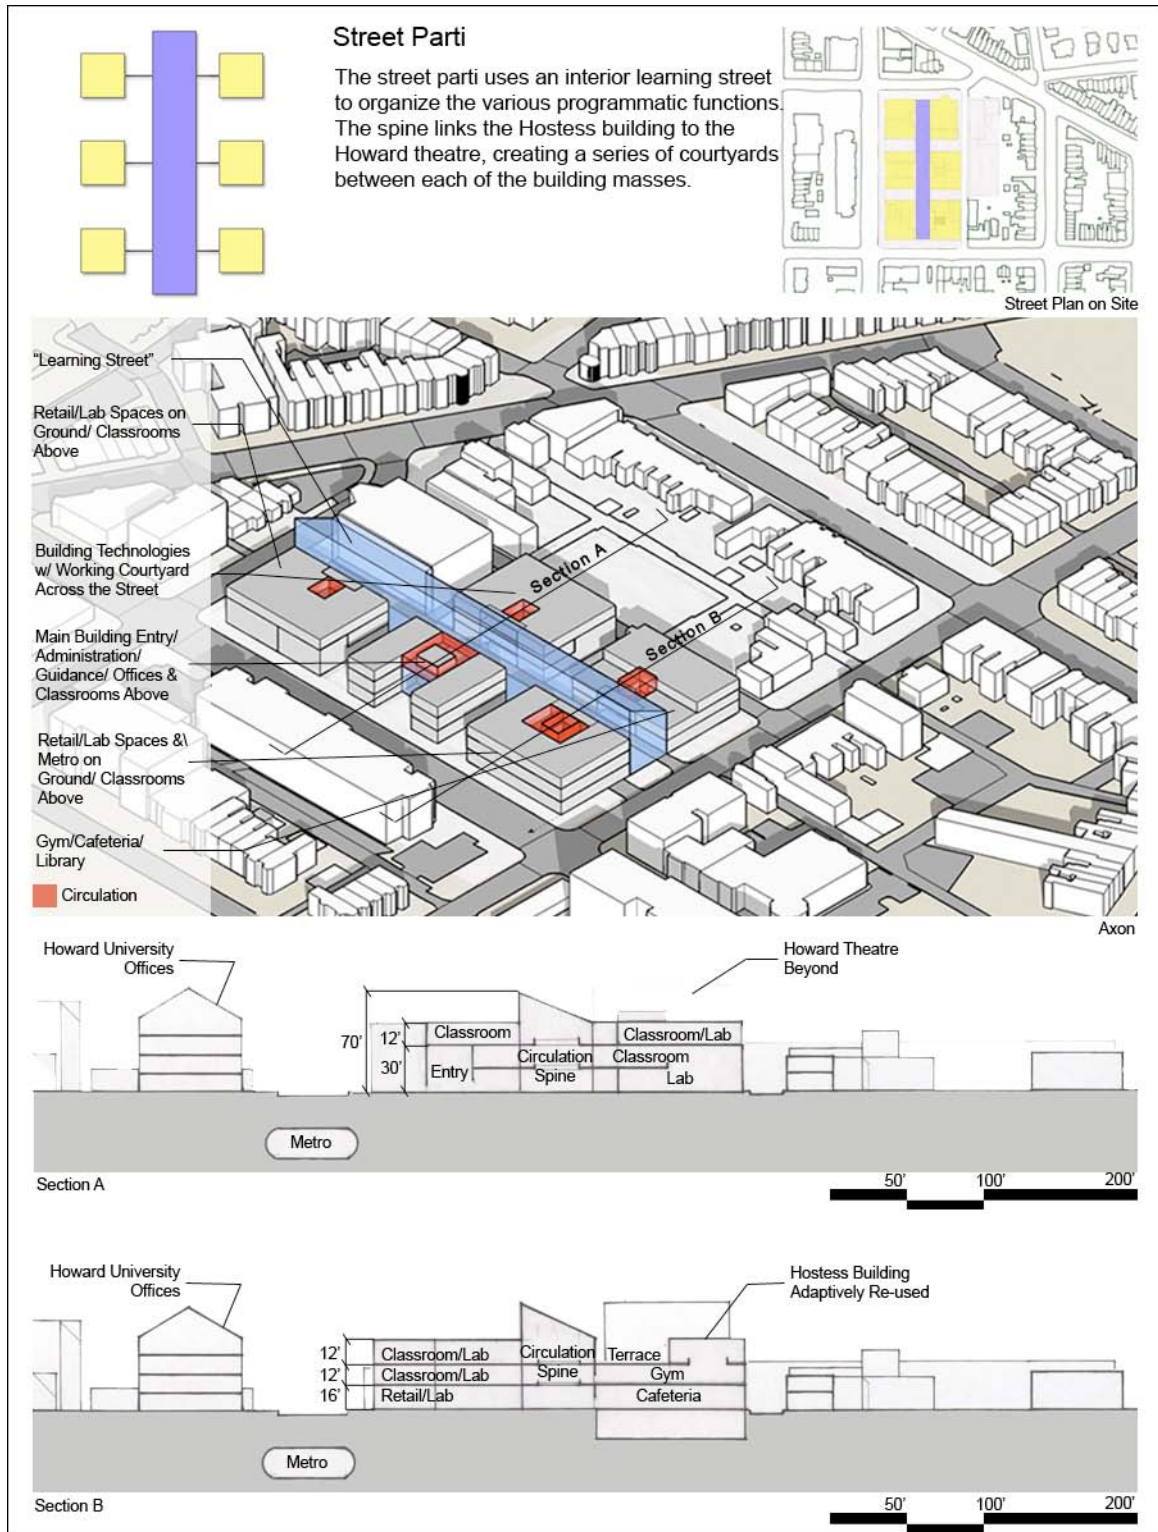 Street Parti
The street parti uses an interior learning street
to organize the various programmatic functions.
The spine links the Hostess building to the
Howard theatre, creating a series of courtyards
between each of the building masses.
Street Plan on Site
“Learning Street”
Retail/Lab Spaces on
Ground/ Classrooms
Above
Building Technologies
w/ Working Courtyard
Across the Street
Main Building Entry/
Administration/
Guidance/ Offices &
Classrooms Above
Retail/Lab Spaces &\
Metro on
Ground/ Classrooms
Above
Gym/Cafeteria/
Library
Circulation
Section A
Section B
Axon
Howard University
Offices
Howard Theatre
Beyond
70'
12'
30'
Classroom
Classroom/Lab
Entry
Circulation
Spine
Classroom
Lab
Metro
Section A
50'
100'
200'
Howard University
Offices
Hostess Building
Adaptively Re-used
12'
12'
16'
Classroom/Lab
Classroom/Lab
Retail/Lab
Circulation
Spine
Terrace
Gym
Cafeteria
Metro
Section B
50'
100'
200'